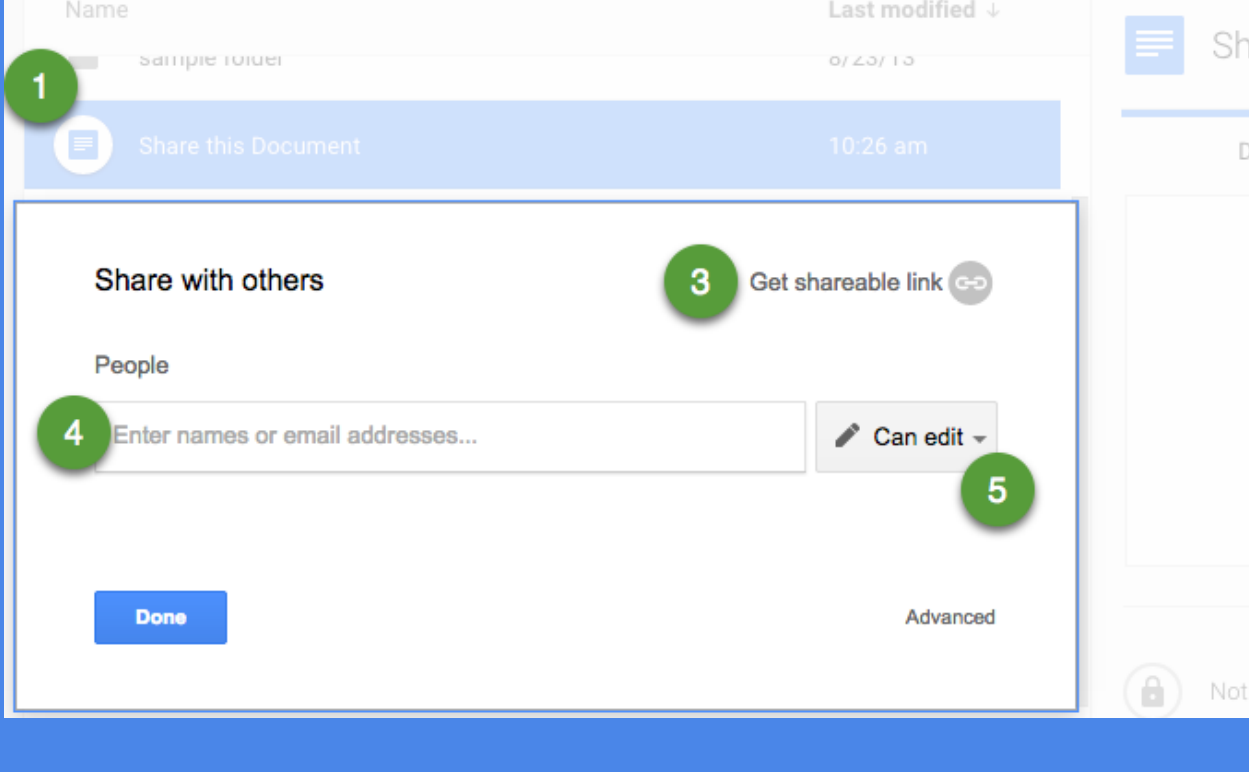 Name Last modified ↓
sample folder 8/23/13
1
Share this Document 10:26 am
Share with others 3 Get shareable link
People
4 Enter names or email addresses... Can edit
5
Done Advanced
Not